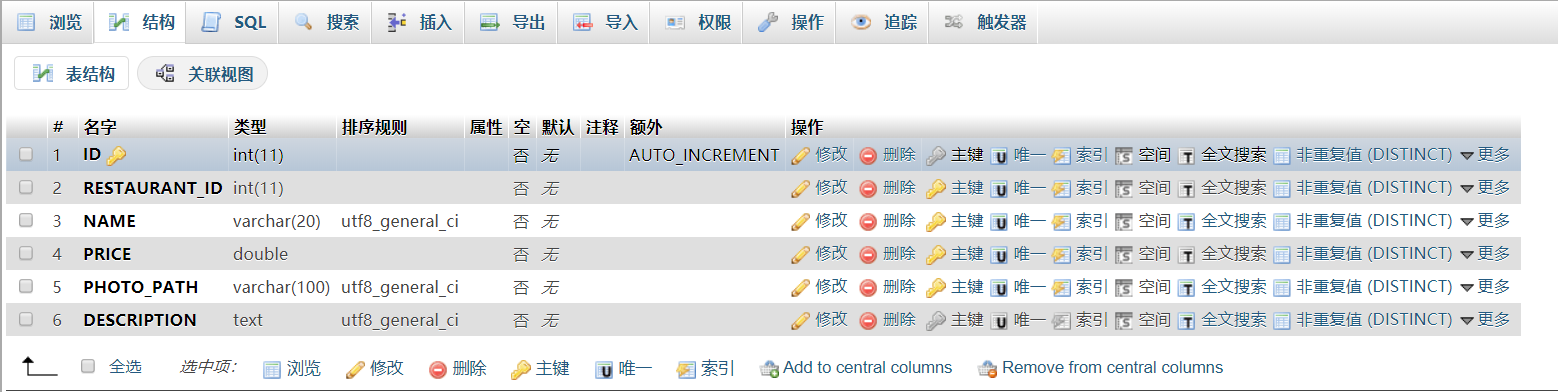 浏览 结构 SQL 搜索 插入 导出 导入 权限 操作 追踪 触发器
表结构 关联视图
# 名字 类型 排序规则 属性 空 默认 注释 额外 操作
1 ID int(11) 否 无 AUTO_INCREMENT 修改 删除 主键 唯一 索引 空间 全文搜索 非重复值 (DISTINCT) 更多
2 RESTAURANT_ID int(11) 否 无 修改 删除 主键 唯一 索引 空间 全文搜索 非重复值 (DISTINCT) 更多
3 NAME varchar(20) utf8_general_ci 否 无 修改 删除 主键 唯一 索引 空间 全文搜索 非重复值 (DISTINCT) 更多
4 PRICE double 否 无 修改 删除 主键 唯一 索引 空间 全文搜索 非重复值 (DISTINCT) 更多
5 PHOTO_PATH varchar(100) utf8_general_ci 否 无 修改 删除 主键 唯一 索引 空间 全文搜索 非重复值 (DISTINCT) 更多
6 DESCRIPTION text utf8_general_ci 否 无 修改 删除 主键 唯一 索引 空间 全文搜索 非重复值 (DISTINCT) 更多
全选 选中项: 浏览 修改 删除 主键 唯一 索引 Add to central columns Remove from central columns